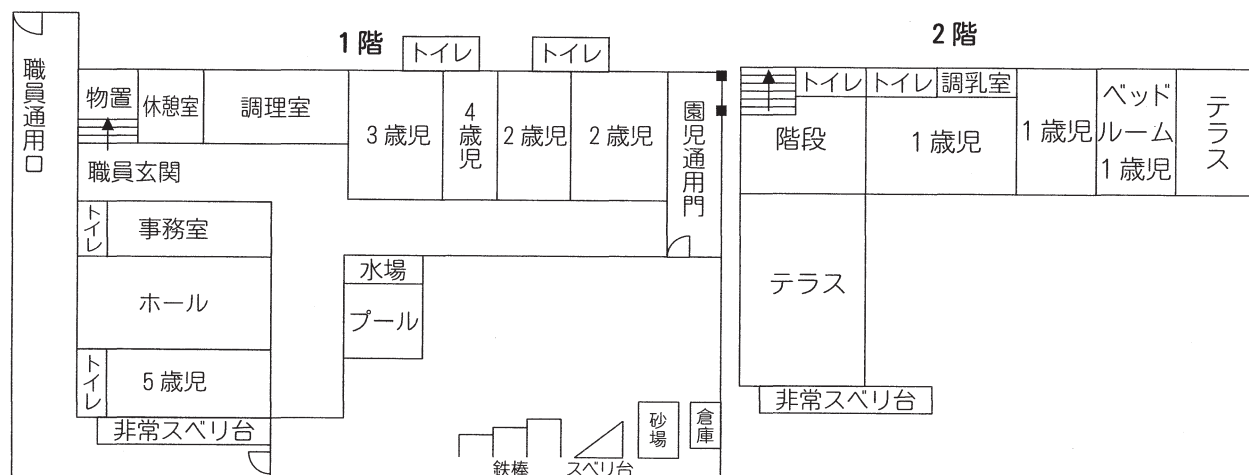 1階
トイレ
トイレ
職員通用口
物置
休憩室
調理室
3歳児
4歳児
2歳児
2歳児
園児通用門
職員玄関
トイレ
事務室
ホール
トイレ
5歳児
非常スベリ台
水場
プール
鉄棒
スベリ台
砂場
倉庫
2階
トイレ
トイレ
調乳室
階段
1歳児
1歳児
ベッド
ルーム
1歳児
テラス
テラス
非常スベリ台